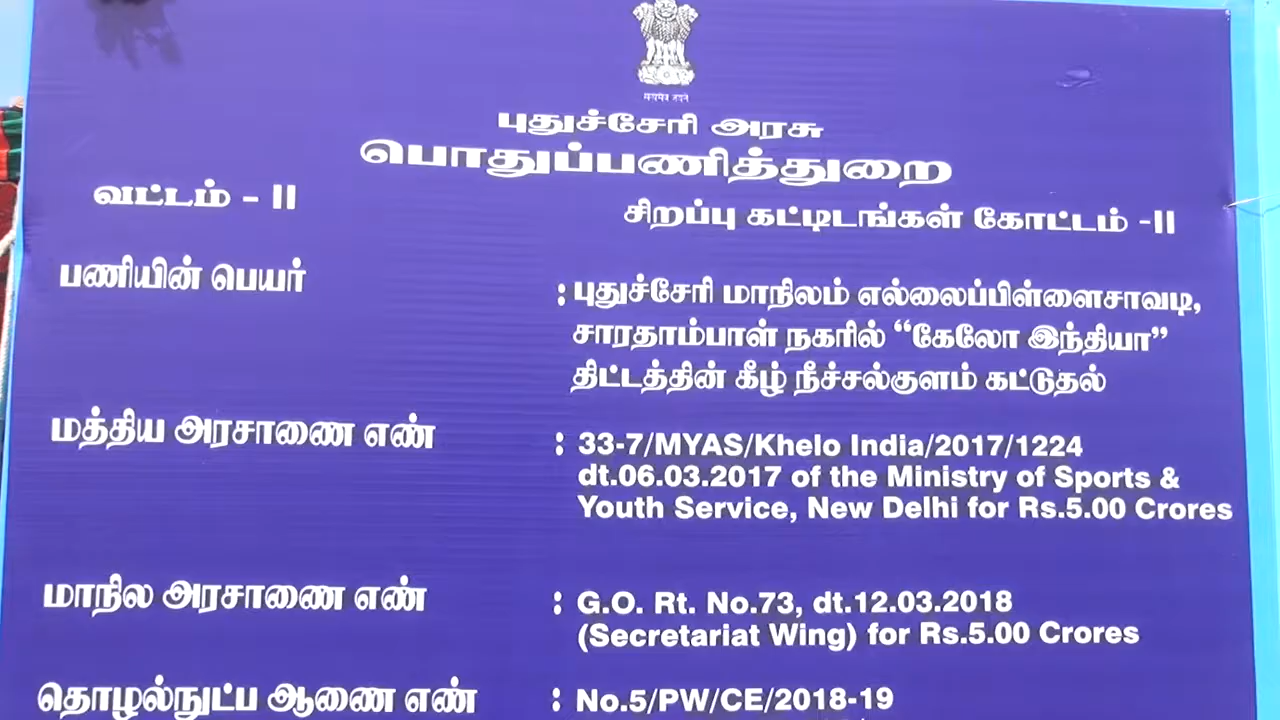 புதுச்சேரி அரசு
பொதுப்பணித்துறை
வட்டம் - II
சிறப்பு கட்டிடங்கள் கோட்டம் -II
பணியின் பெயர் : புதுச்சேரி மாநிலம் எல்லைப்பிள்ளைசாவடி,
சாரதாம்பாள் நகரில் “கேலோ இந்தியா”
திட்டத்தின் கீழ் நீச்சல்குளம் கட்டுதல்
மத்திய அரசாணை எண் : 33-7/MYAS/Khelo India/2017/1224
dt.06.03.2017 of the Ministry of Sports &
Youth Service, New Delhi for Rs.5.00 Crores
மாநில அரசாணை எண் : G.O. Rt. No.73, dt.12.03.2018
(Secretariat Wing) for Rs.5.00 Crores
தொழல்நுட்ப ஆணை எண் : No.5/PW/CE/2018-19